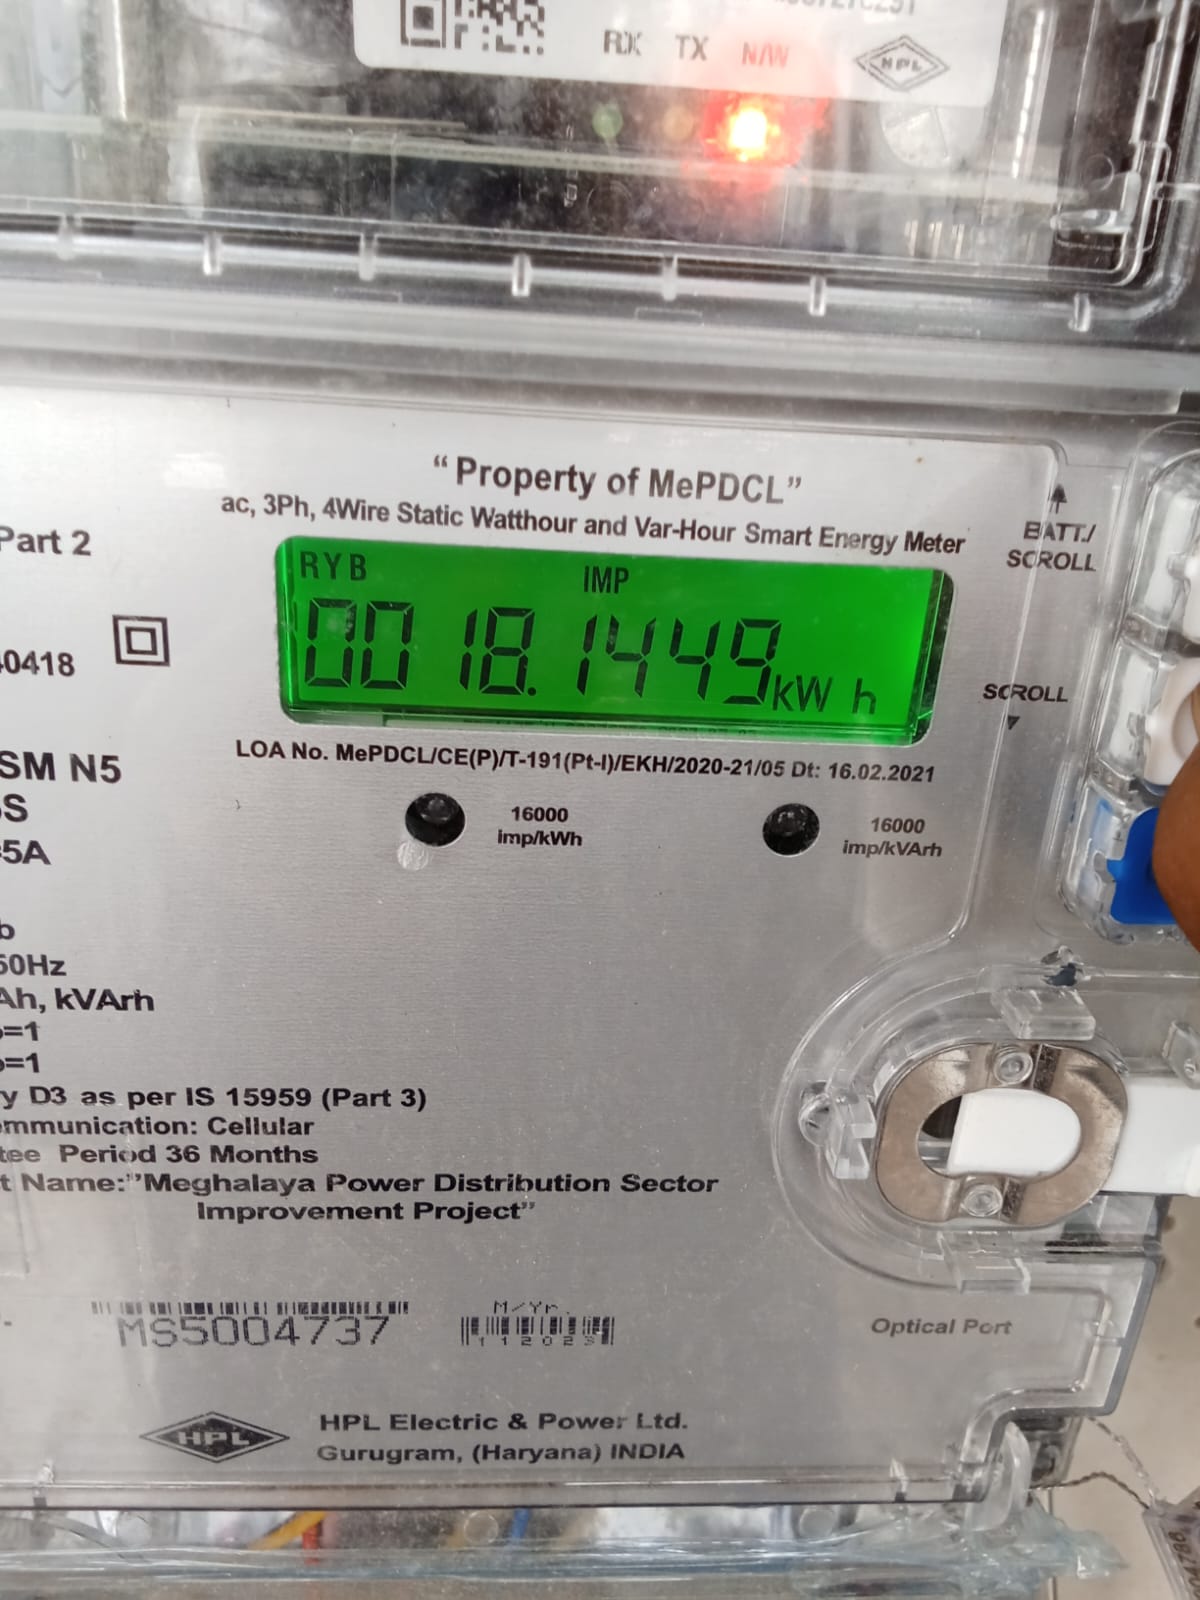 RX TX N/W
HPL
"Property of MePDCL"
ac, 3Ph, 4Wire Static Watthour and Var-Hour Smart Energy Meter
BATT./
SCROLL
Part 2
RYB IMP
0018.1449 kW h
0418
SCROLL
LOA No. MePDCL/CE(P)/T-191(Pt-I)/EKH/2020-21/05 Dt: 16.02.2021
SM N5
S
5A
16000
imp/kWh
16000
imp/kVArh
b
50Hz
Ah, kVArh
=1
=1
y D3 as per IS 15959 (Part 3)
mmunication: Cellular
tee Period 36 Months
t Name:"Meghalaya Power Distribution Sector
Improvement Project"
M/Yr.
MS5004737
112023
Optical Port
HPL
HPL Electric & Power Ltd.
Gurugram, (Haryana) INDIA